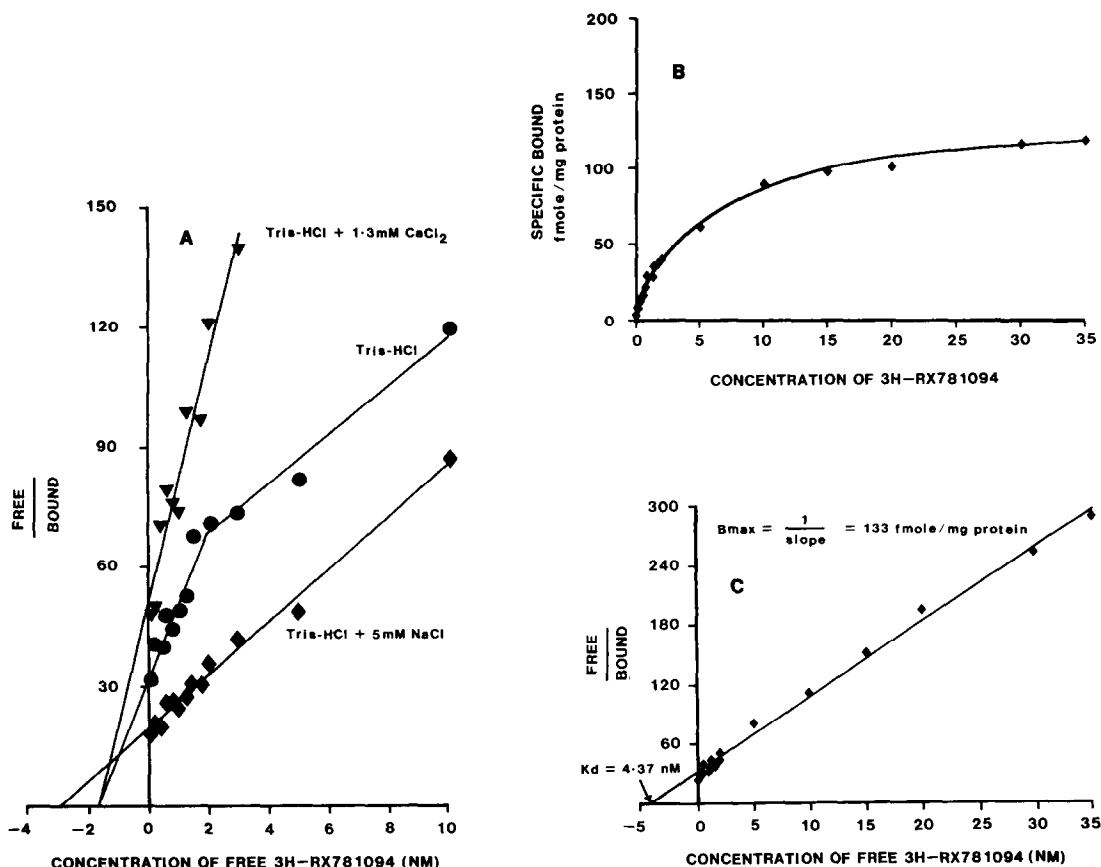 A
150
120
90
60
30
FREE
BOUND
Tris-HCl + 1·3mM CaCl2
Tris-HCl
Tris-HCl + 5mM NaCl
-4 -2 0 2 4 6 8 10
CONCENTRATION OF FREE 3H-RX781094 (NM)
B
200
150
100
50
0
SPECIFIC BOUND
fmole/mg protein
0 5 10 15 20 25 30 35
CONCENTRATION OF 3H-RX781094
C
300
240
180
120
60
FREE
BOUND
Bmax = 1
slope = 133 fmole/mg protein
Kd = 4·37 nM
-5 0 5 10 15 20 25 30 35
CONCENTRATION OF FREE 3H-RX781094 (NM)